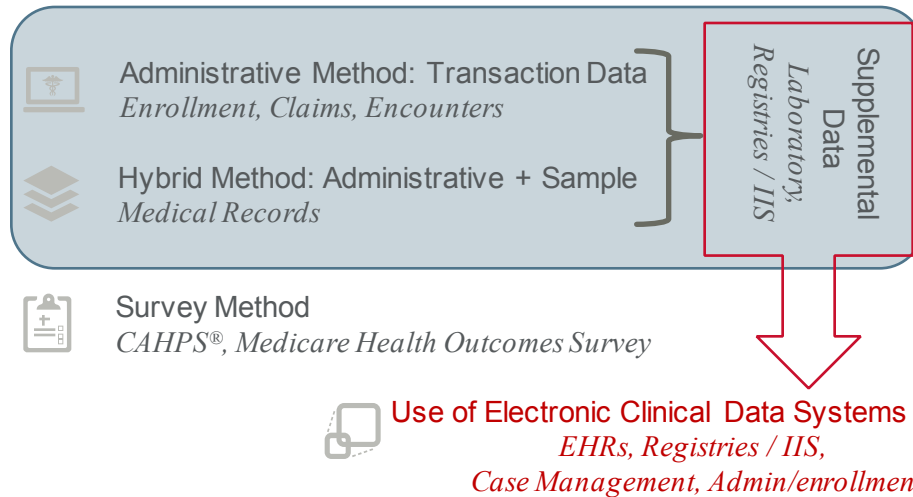 Administrative Method: Transaction Data
Enrollment, Claims, Encounters
Hybrid Method: Administrative + Sample
Medical Records
Supplemental
Data
Laboratory,
Registries / IIS
Survey Method
CAHPS®, Medicare Health Outcomes Survey
Use of Electronic Clinical Data Systems
EHRs, Registries / IIS,
Case Management, Admin/enrollmen